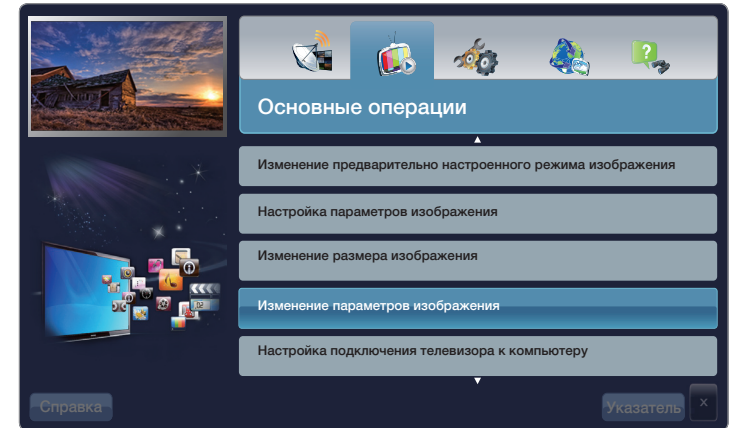 Основные операции
Изменение предварительно настроенного режима изображения
Настройка параметров изображения
Изменение размера изображения
Изменение параметров изображения
Настройка подключения телевизора к компьютеру
Справка
Указатель
x